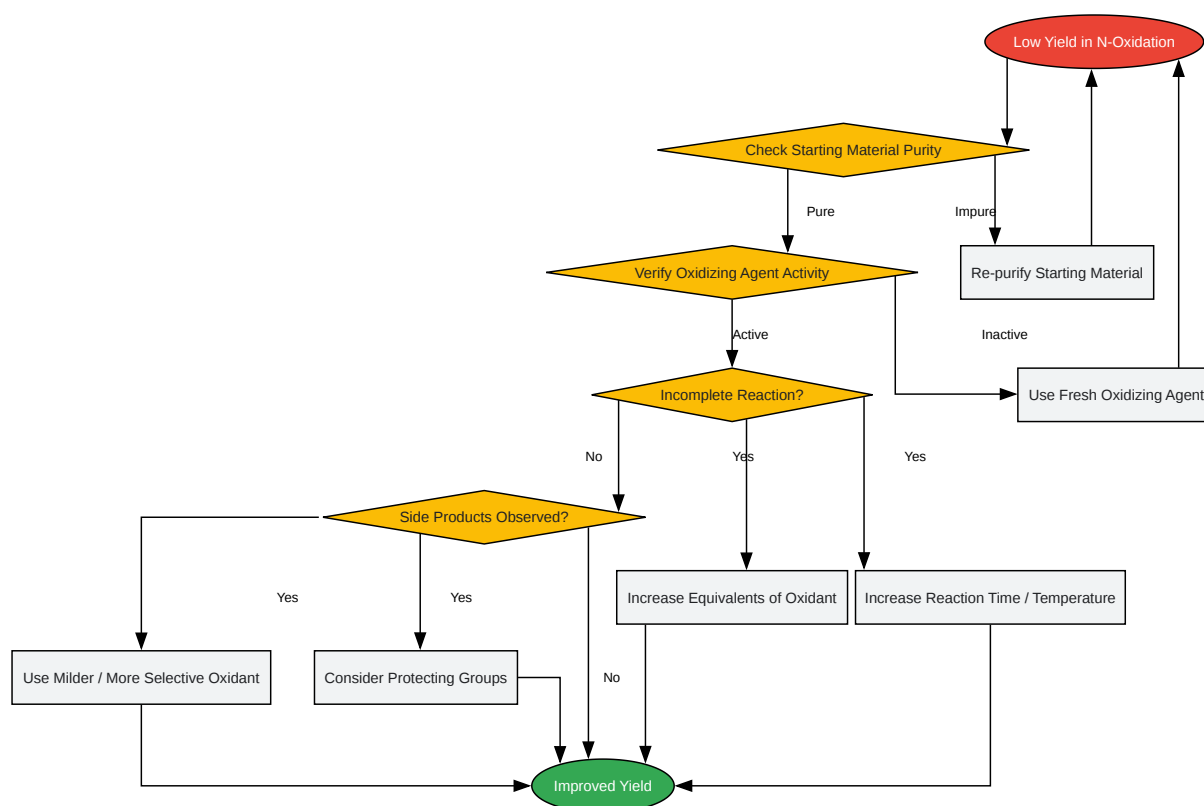 Low Yield in N-Oxidation
Check Starting Material Purity
Pure
Impure
Verify Oxidizing Agent Activity
Re-purify Starting Material
Active
Inactive
Incomplete Reaction?
Use Fresh Oxidizing Agent
No
Yes
Yes
Side Products Observed?
Yes
Yes
Increase Equivalents of Oxidant
Increase Reaction Time / Temperature
Use Milder / More Selective Oxidant
Consider Protecting Groups
No
Improved Yield